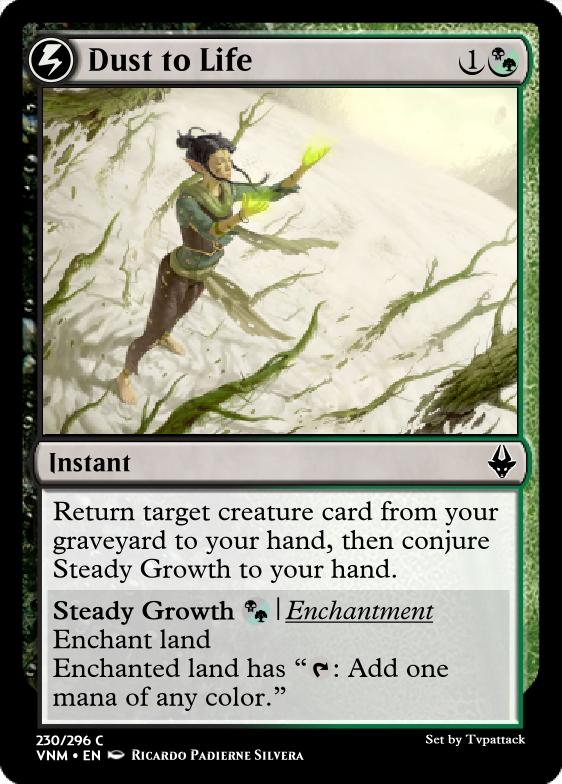 Dust to Life 1
Instant
Return target creature card from your
graveyard to your hand, then conjure
Steady Growth to your hand.
Steady Growth | Enchantment
Enchant land
Enchanted land has “: Add one
mana of any color.”
230/296 C
VNM • EN Ricardo Padierne Silvera
Set by Tvpattack